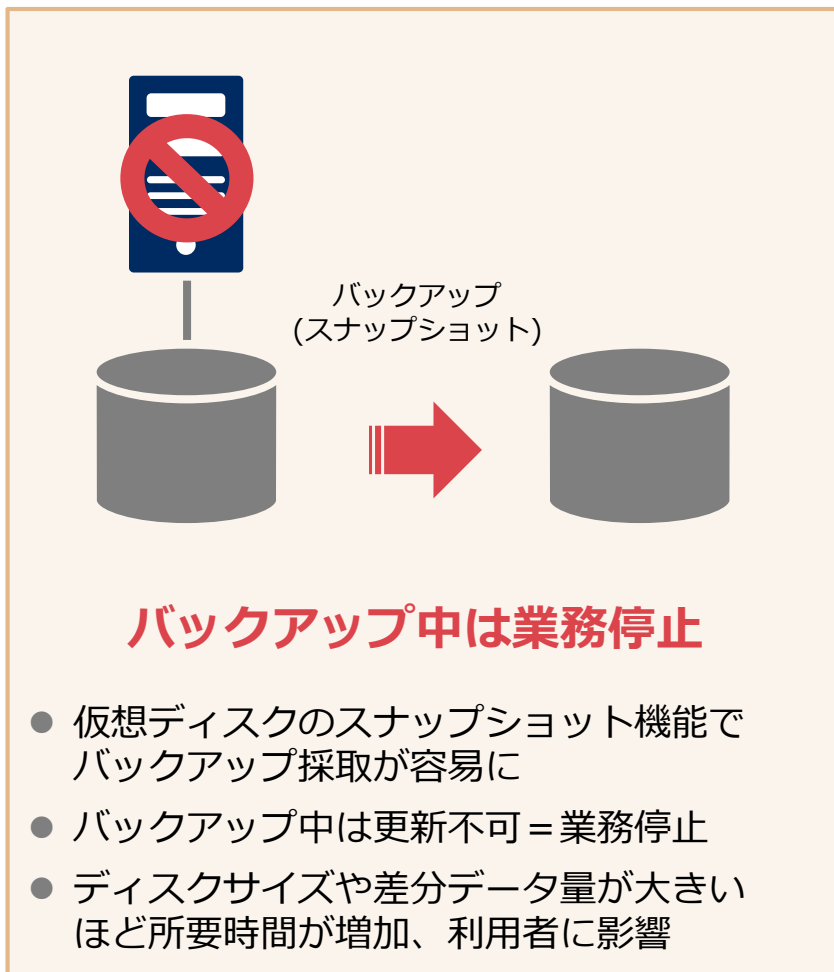 バックアップ
(スナップショット)
バックアップ中は業務停止
● 仮想ディスクのスナップショット機能で
バックアップ採取が容易に
● バックアップ中は更新不可＝業務停止
● ディスクサイズや差分データ量が大きい
ほど所要時間が増加、利用者に影響